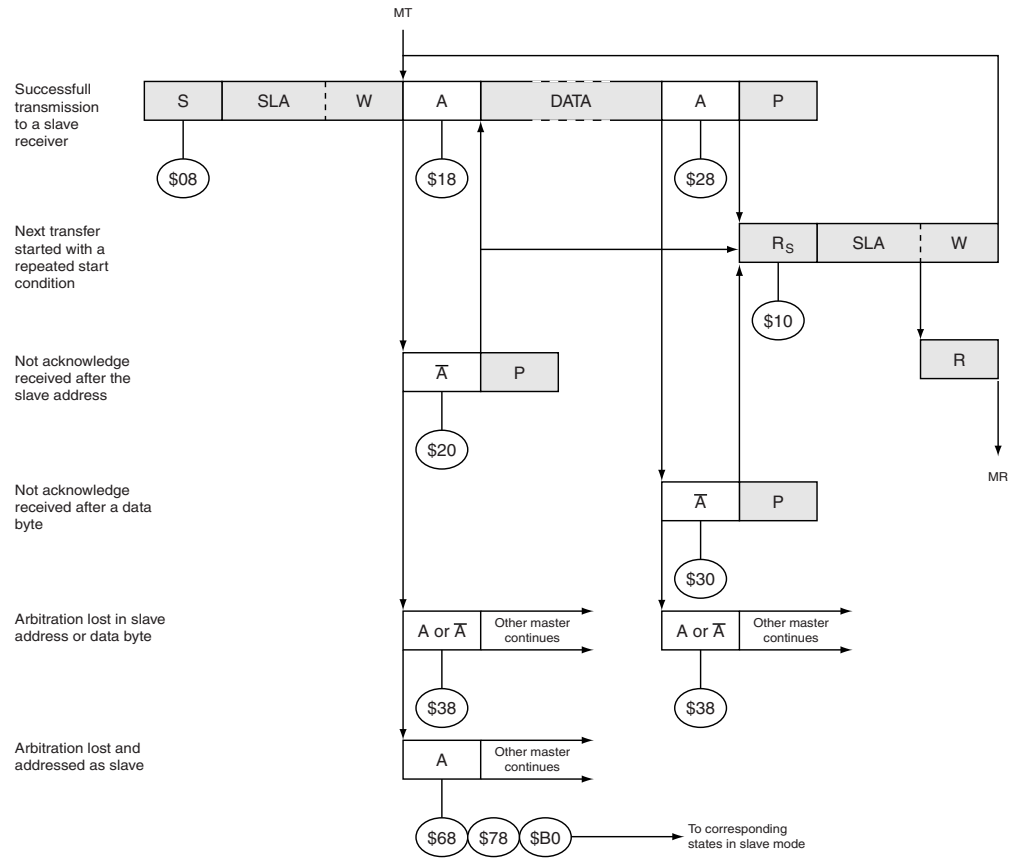 MT
Successfull
transmission
to a slave
receiver
S SLA W A DATA A P
$08 $18 $28
Next transfer
started with a
repeated start
condition
RS SLA W
$10
Not acknowledge
received after the
slave address
A̅ P
R
$20
MR
Not acknowledge
received after a data
byte
A̅ P
$30
Arbitration lost in slave
address or data byte
A or A̅ Other master
continues
A or A̅ Other master
continues
$38 $38
Arbitration lost and
addressed as slave
A Other master
continues
$68 $78 $B0 To corresponding
states in slave mode